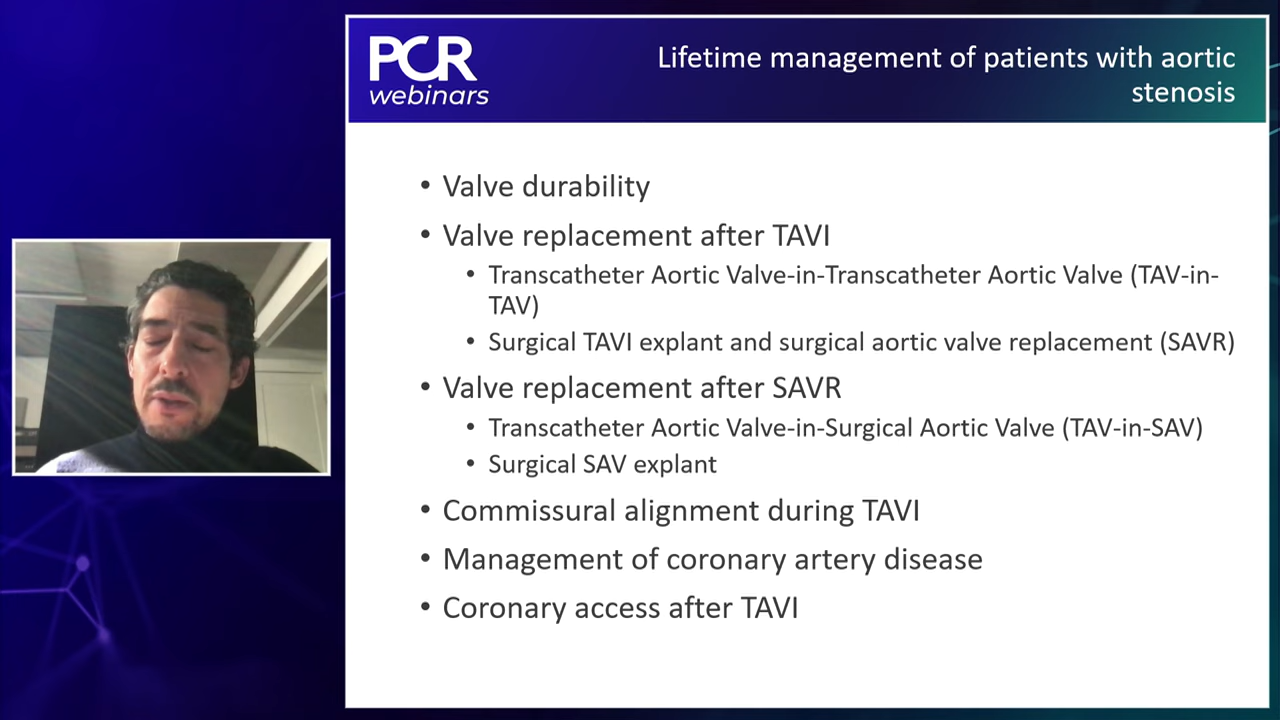 PCR
webinars
Lifetime management of patients with aortic
stenosis
• Valve durability
• Valve replacement after TAVI
• Transcatheter Aortic Valve-in-Transcatheter Aortic Valve (TAV-in-
TAV)
• Surgical TAVI explant and surgical aortic valve replacement (SAVR)
• Valve replacement after SAVR
• Transcatheter Aortic Valve-in-Surgical Aortic Valve (TAV-in-SAV)
• Surgical SAV explant
• Commissural alignment during TAVI
• Management of coronary artery disease
• Coronary access after TAVI